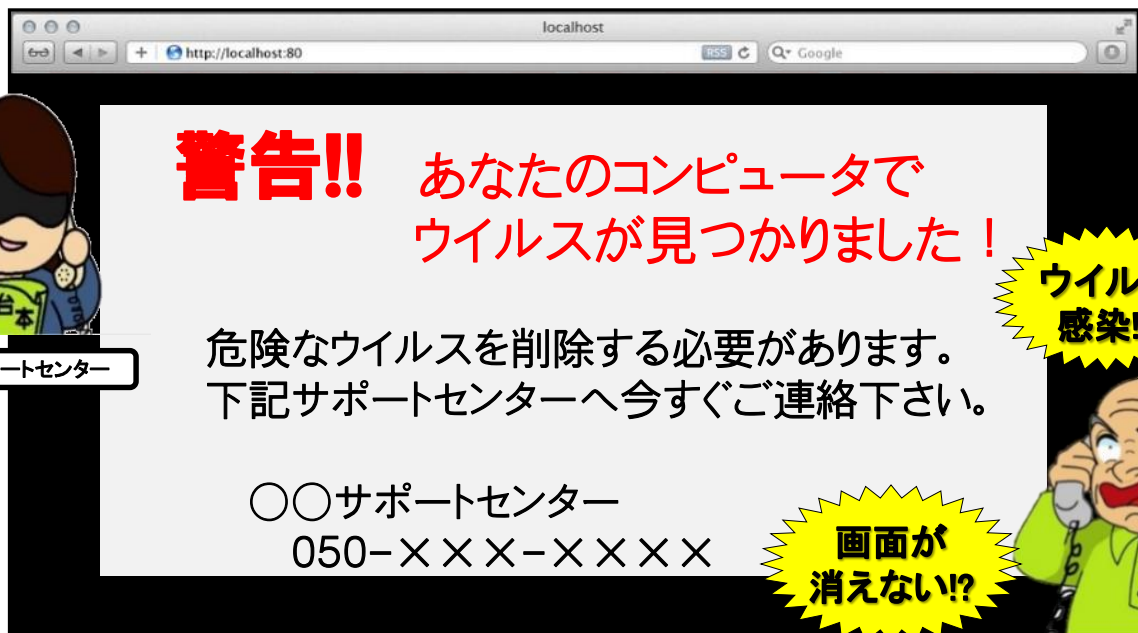 localhost
http://localhost:80
RSS
Google
警告!!
あなたのコンピュータで
ウイルスが見つかりました！
台本
ートセンター
ウイル
感染!
危険なウイルスを削除する必要があります。
下記サポートセンターへ今すぐご連絡下さい。
○○サポートセンター
050-×××-××××
画面が
消えない!?